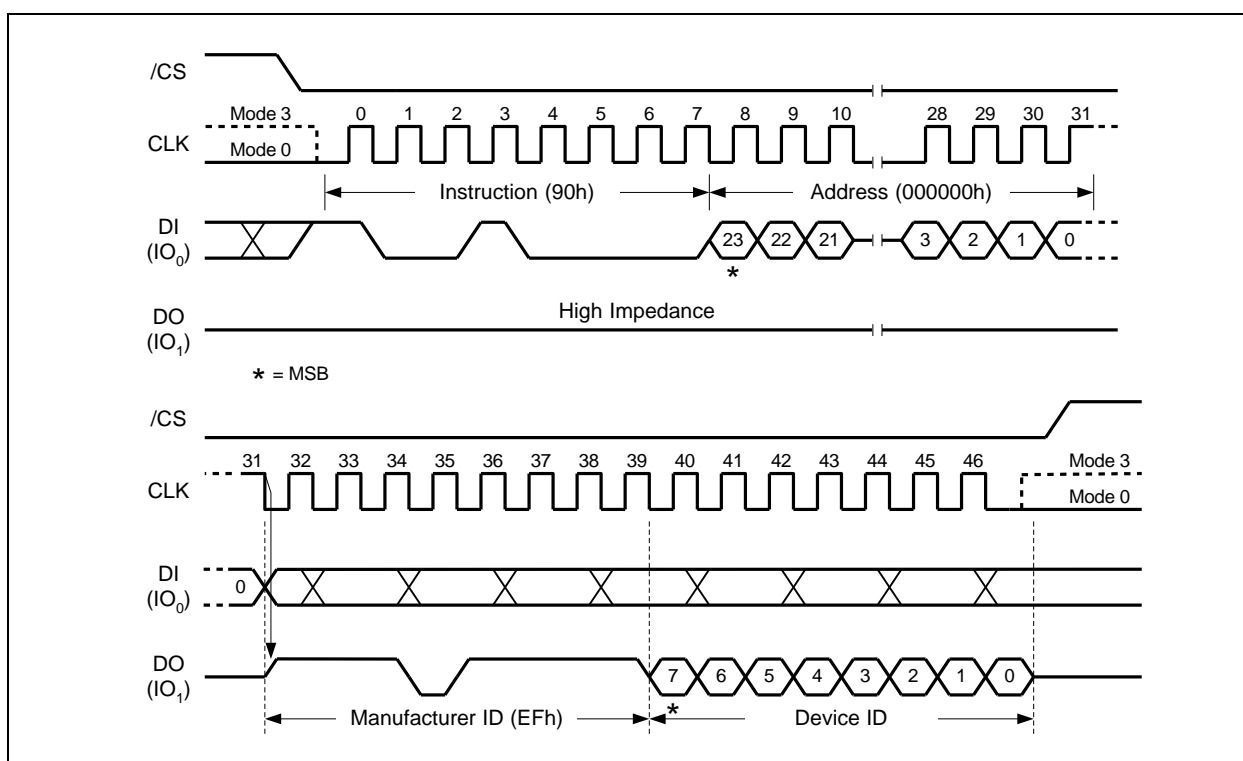 /CS
Mode 3 0 1 2 3 4 5 6 7 8 9 10 28 29 30 31
CLK
Mode 0
Instruction (90h) Address (000000h)
DI
(IO0)
23 22 21 3 2 1 0
*
High Impedance
DO
(IO1)
* = MSB
/CS
31 32 33 34 35 36 37 38 39 40 41 42 43 44 45 46 Mode 3
CLK
Mode 0
DI
(IO0)
0
DO
(IO1)
7 6 5 4 3 2 1 0
*
Manufacturer ID (EFh) Device ID